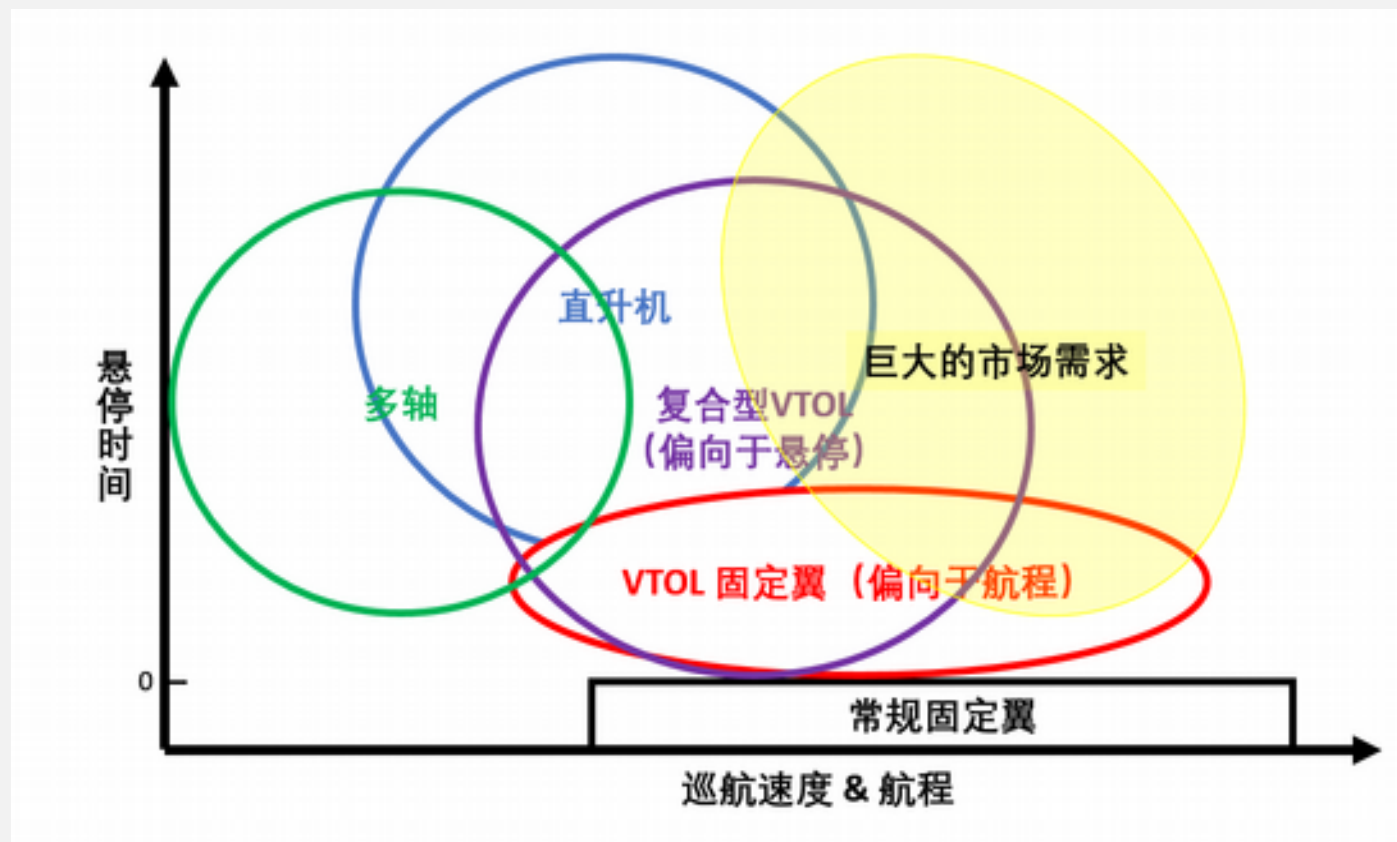 悬停时间
直升机
巨大的市场需求
多轴
复合型VTOL
（偏向于悬停）
VTOL 固定翼（偏向于航程）
0
常规固定翼
巡航速度 & 航程